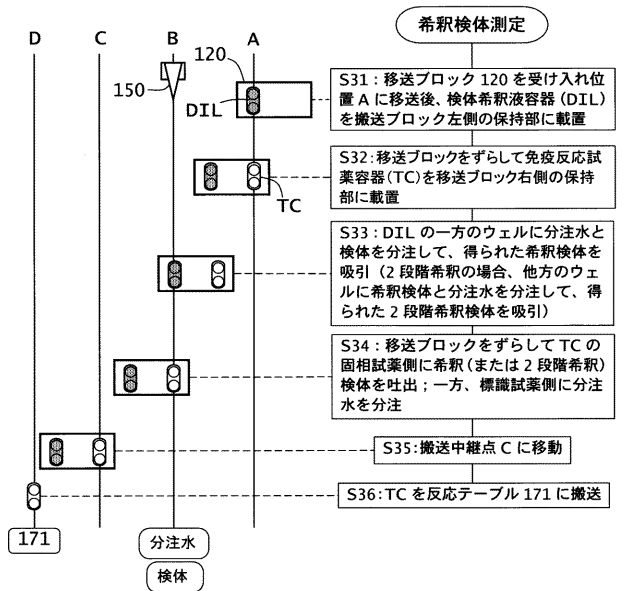 希釈検体測定
D
C
B
A
120
150
DIL
S31：移送ブロック 120 を受け入れ位
置 A に移送後、検体希釈液容器（DIL）
を搬送ブロック左側の保持部に載置
S32：移送ブロックをずらして免疫反応試
薬容器（TC）を移送ブロック右側の保持
部に載置
TC
S33：DIL の一方のウェルに分注水と
検体を分注して、得られた希釈検体を
吸引（２段階希釈の場合、他方のウェ
ルに希釈検体と分注水を分注して、得
られた２段階希釈検体を吸引）
S34：移送ブロックをずらして TC の
固相試薬側に希釈（または２段階希釈）
検体を吐出；一方、標識試薬側に分注
水を分注
S35：搬送中継点 C に移動
S36：TC を反応テーブル 171 に搬送
171
分注水
検体